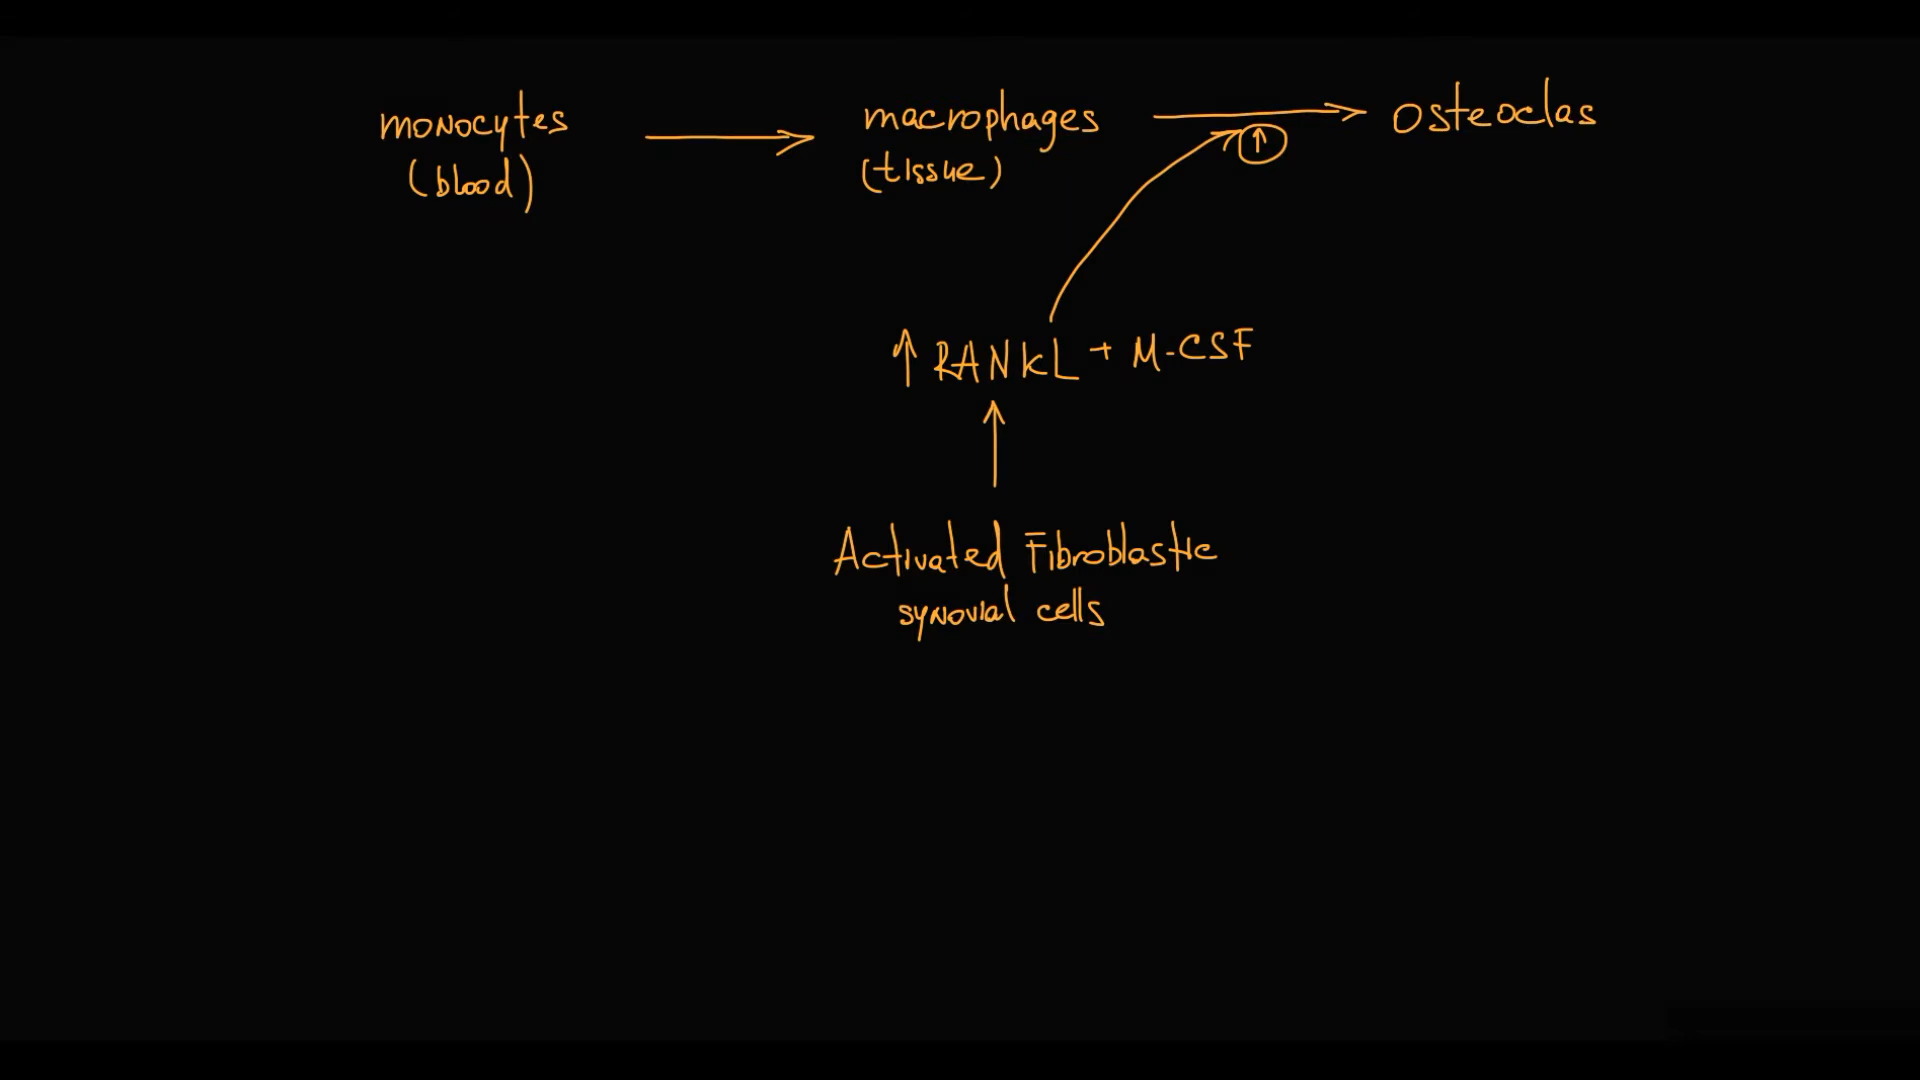 monocytes
(blood)
macrophages
(tissue)
Osteoclas
↑
↑ RANKL + M-CSF
Activated Fibroblastic
synovial cells